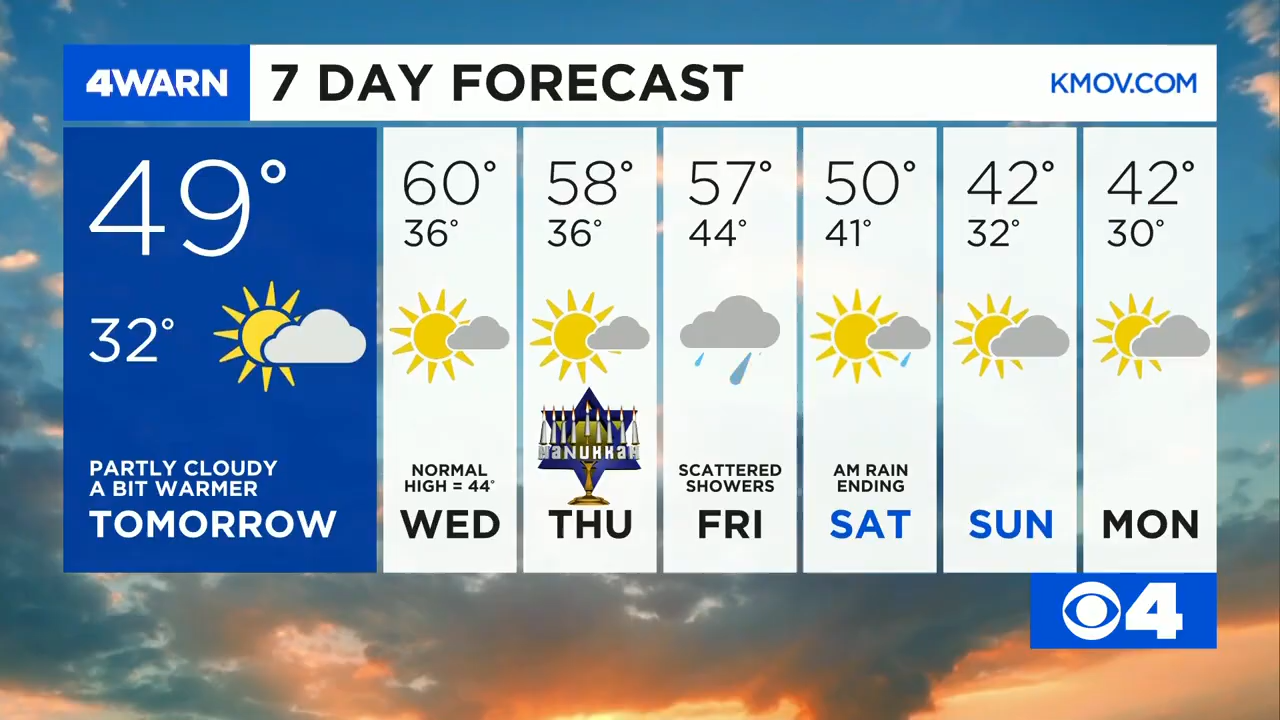 4WARN 7 DAY FORECAST KMOV.COM
49°
32°
PARTLY CLOUDY
A BIT WARMER
TOMORROW
60°
36°
NORMAL
HIGH = 44°
WED
58°
36°
HANUKKAH
THU
57°
44°
SCATTERED
SHOWERS
FRI
50°
41°
AM RAIN
ENDING
SAT
42°
32°
SUN
42°
30°
MON
4